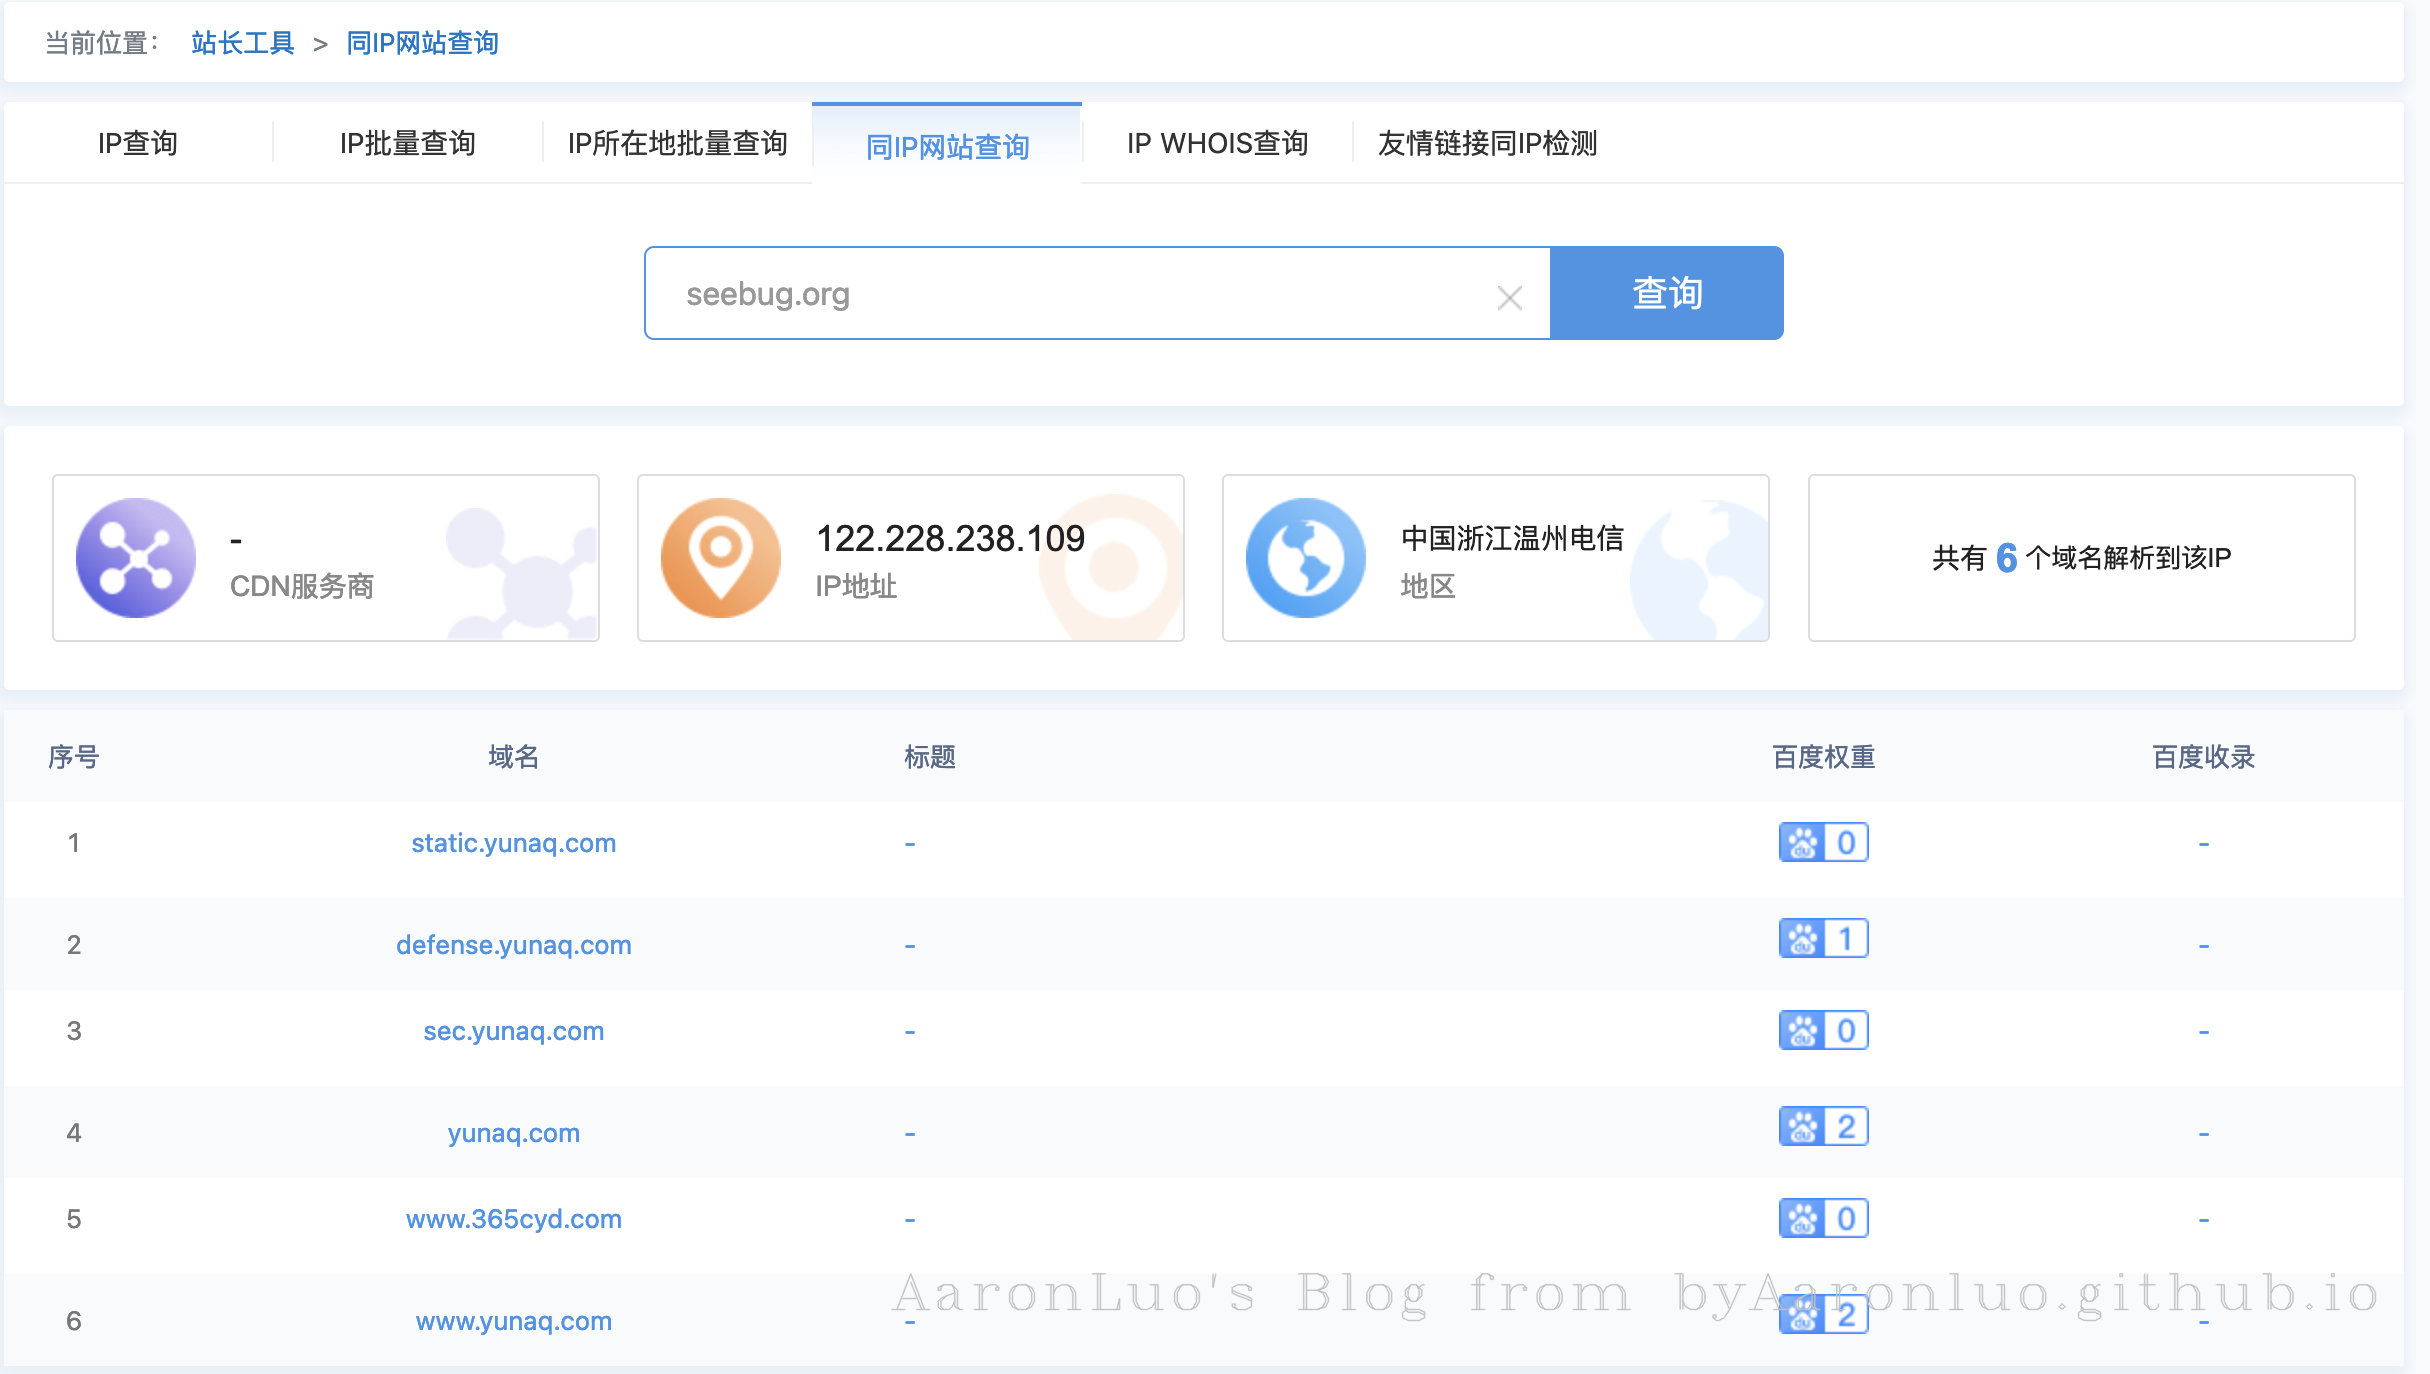 当前位置： 站长工具 > 同IP网站查询
IP查询 IP批量查询 IP所在地批量查询 同IP网站查询 IP WHOIS查询 友情链接同IP检测
seebug.org 查询
- 122.228.238.109 中国浙江温州电信 共有 6 个域名解析到该IP
CDN服务商 IP地址 地区
序号 域名 标题 百度权重 百度收录
1 static.yunaq.com - du 0 -
2 defense.yunaq.com - du 1 -
3 sec.yunaq.com - du 0 -
4 yunaq.com - du 2 -
5 www.365cyd.com - du 0 -
AaronLuo's Blog from byAaronluo.github.io
6 www.yunaq.com - du 2 -